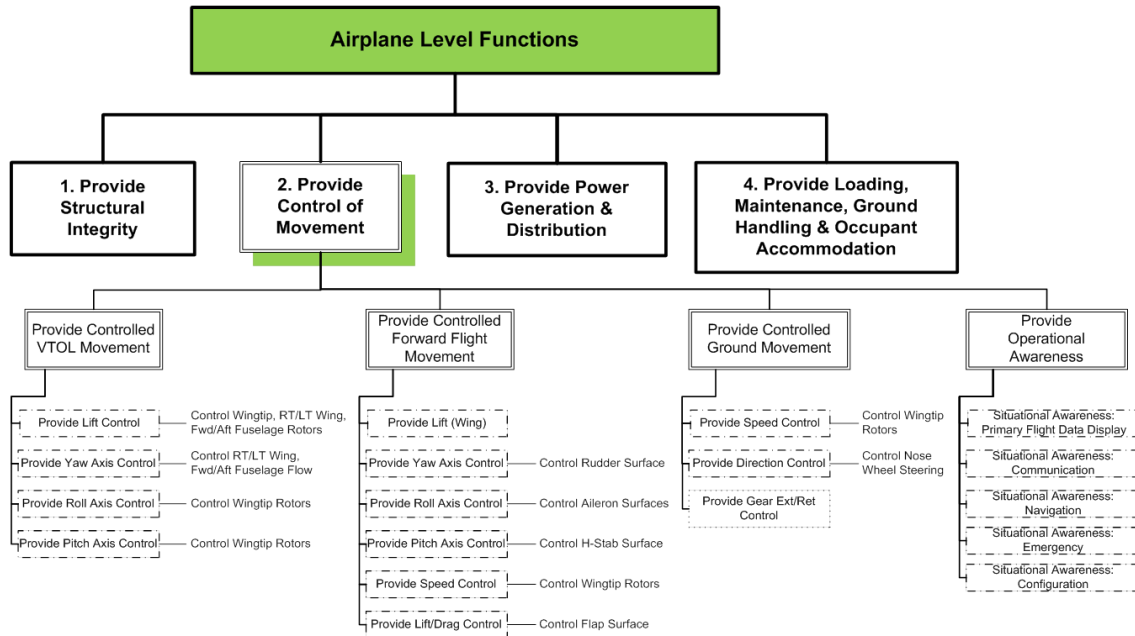 Airplane Level Functions
1. Provide
Structural
Integrity
2. Provide
Control of
Movement
3. Provide Power
Generation &
Distribution
4. Provide Loading,
Maintenance, Ground
Handling & Occupant
Accommodation
Provide Controlled
VTOL Movement
Provide Lift Control
Control Wingtip, RT/LT Wing,
Fwd/Aft Fuselage Rotors
Provide Yaw Axis Control
Control RT/LT Wing,
Fwd/Aft Fuselage Flow
Provide Roll Axis Control
Control Wingtip Rotors
Provide Pitch Axis Control
Control Wingtip Rotors
Provide Controlled
Forward Flight
Movement
Provide Lift (Wing)
Provide Yaw Axis Control
Control Rudder Surface
Provide Roll Axis Control
Control Aileron Surfaces
Provide Pitch Axis Control
Control H-Stab Surface
Provide Speed Control
Control Wingtip Rotors
Provide Lift/Drag Control
Control Flap Surface
Provide Controlled
Ground Movement
Provide Speed Control
Control Wingtip
Rotors
Provide Direction Control
Control Nose
Wheel Steering
Provide Gear Ext/Ret
Control
Provide
Operational
Awareness
Situational Awareness:
Primary Flight Data Display
Situational Awareness:
Communication
Situational Awareness:
Navigation
Situational Awareness:
Emergency
Situational Awareness:
Configuration